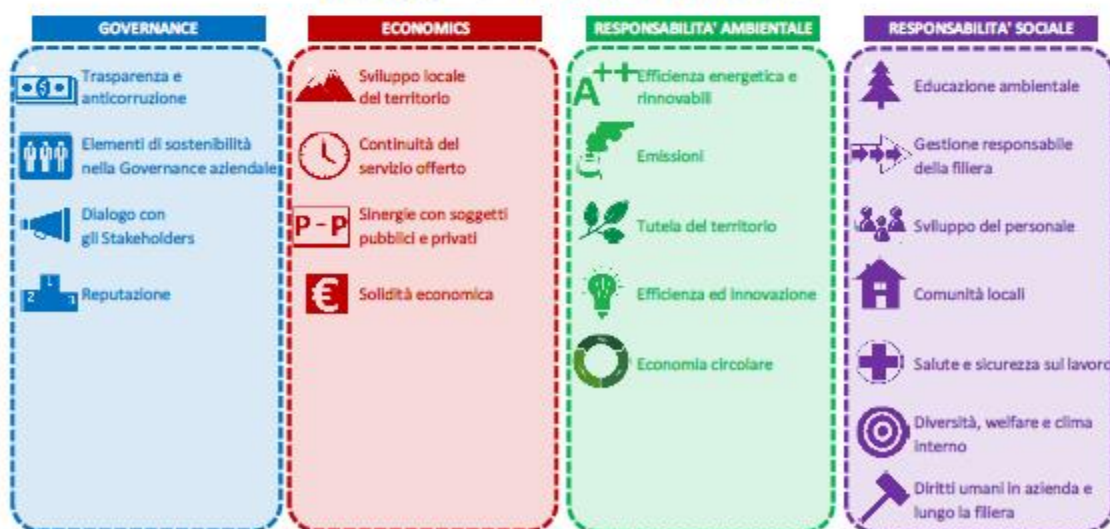 GOVERNANCE
Trasparenza e
anticorruzione
Elementi di sostenibilità
nella Governance aziendale
Dialogo con
gli Stakeholders
2 1 3
Reputazione
ECONOMICS
Sviluppo locale
del territorio
Continuità del
servizio offerto
P - P
Sinergie con soggetti
pubblici e privati
€
Solidità economica
RESPONSABILITA' AMBIENTALE
A++
Efficienza energetica e
rinnovabili
Emissioni
Tutela del territorio
Efficienza ed innovazione
Economia circolare
RESPONSABILITA' SOCIALE
Educazione ambientale
Gestione responsabile
della filiera
Sviluppo del personale
Comunità locali
Salute e sicurezza sul lavoro
Diversità, welfare e clima
interno
Diritti umani in azienda e
lungo la filiera